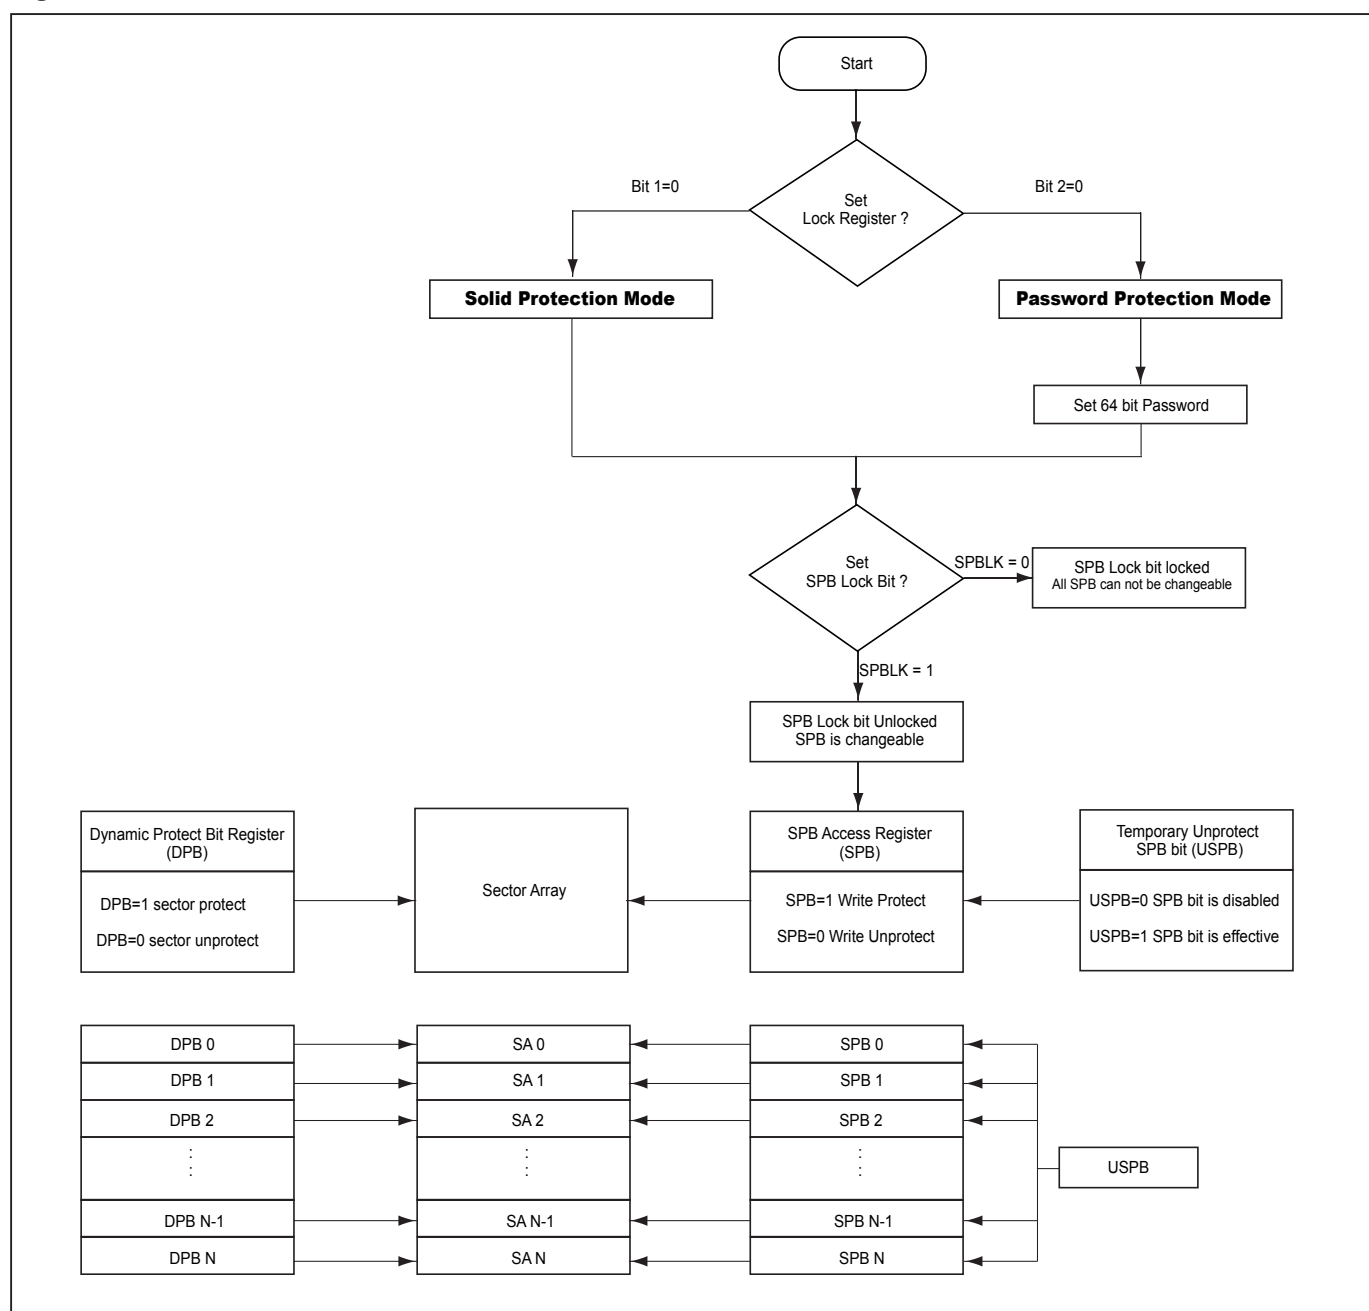 Start
Bit 1=0
Bit 2=0
Set
Lock Register ?
Solid Protection Mode
Password Protection Mode
Set 64 bit Password
Set
SPB Lock Bit ?
SPBLK = 0
SPB Lock bit locked
All SPB can not be changeable
SPBLK = 1
SPB Lock bit Unlocked
SPB is changeable
Dynamic Protect Bit Register
(DPB)
DPB=1 sector protect
DPB=0 sector unprotect
Sector Array
SPB Access Register
(SPB)
SPB=1 Write Protect
SPB=0 Write Unprotect
Temporary Unprotect
SPB bit (USPB)
USPB=0 SPB bit is disabled
USPB=1 SPB bit is effective
DPB 0
SA 0
SPB 0
DPB 1
SA 1
SPB 1
DPB 2
SA 2
SPB 2
USPB
DPB N-1
SA N-1
SPB N-1
DPB N
SA N
SPB N